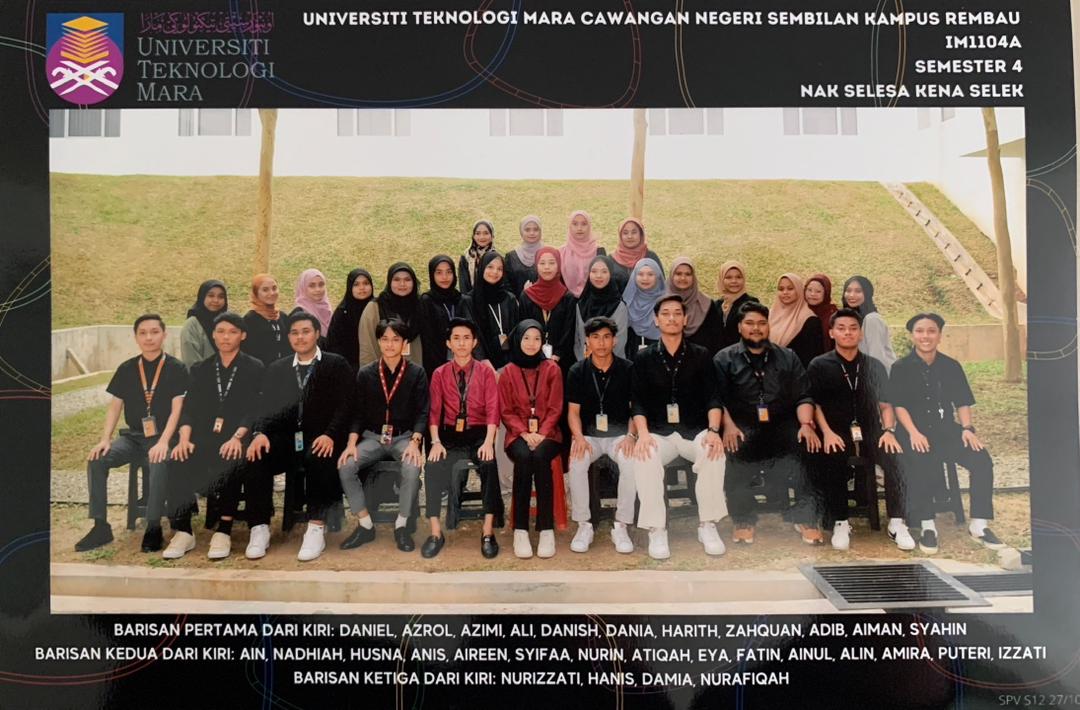 UNIVERSITI TEKNOLOGI MARA CAWANGAN NEGERI SEMBILAN KAMPUS REMBAU
IM1104A
SEMESTER 4
NAK SELESA KENA SELEK
اونيۏرسيتي تيكنولوݢي مارا
UNIVERSITI
TEKNOLOGI
MARA
BARISAN PERTAMA DARI KIRI: DANIEL, AZROL, AZIMI, ALI, DANISH, DANIA, HARITH, ZAHQUAN, ADIB, AIMAN, SYAHIN
BARISAN KEDUA DARI KIRI: AIN, NADHIAH, HUSNA, ANIS, AIREEN, SYIFAA, NURIN, ATIQAH, EYA, FATIN, AINUL, ALIN, AMIRA, PUTERI, IZZATI
BARISAN KETIGA DARI KIRI: NURIZZATI, HANIS, DAMIA, NURAFIQAH
SPV S12 27/10